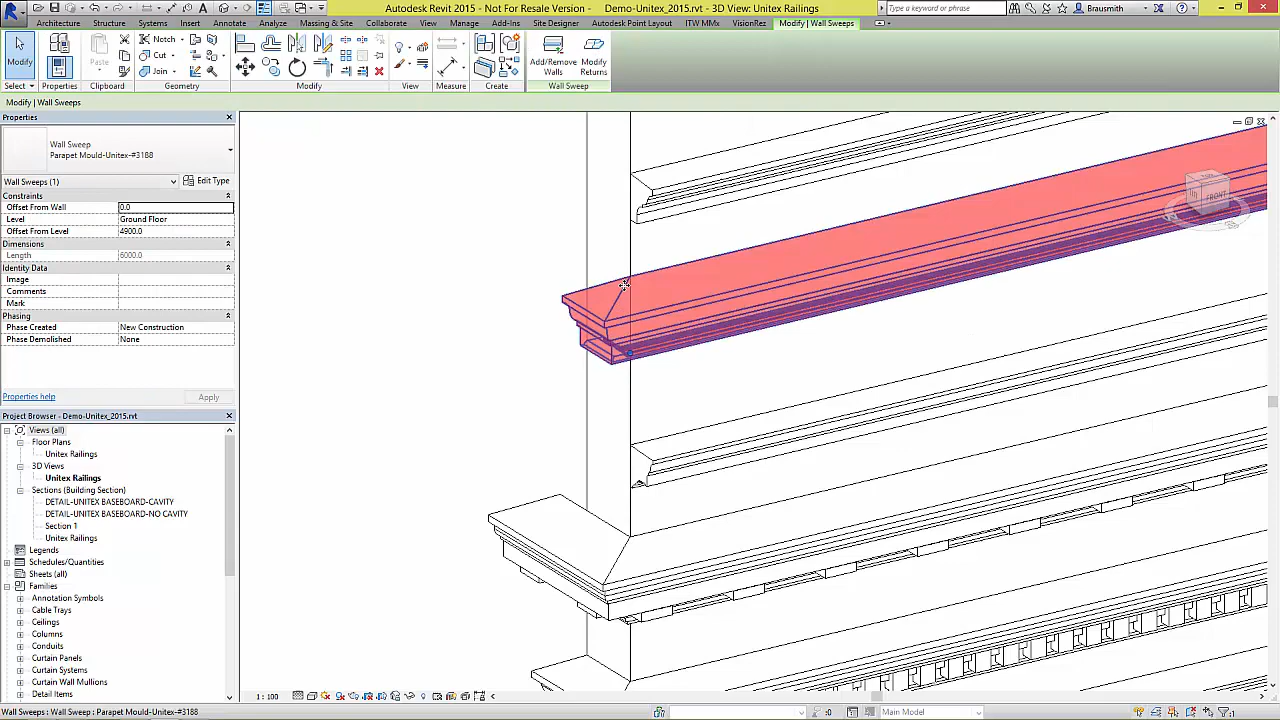 Autodesk Revit 2015 - Not For Resale Version - Demo-Unitex_2015.rvt - 3D View: Unitex Railings
Type a keyword or phrase
Brausmith
Architecture Structure Systems Insert Annotate Analyze Massing & Site Collaborate View Manage Add-Ins Site Designer Autodesk Point Layout ITW MMx VisionRez Modify | Wall Sweeps
Modify
Paste
Notch
Cut
Join
Add/Remove Walls
Modify Returns
Select Properties Clipboard Geometry Modify View Measure Create Wall Sweep
Modify | Wall Sweeps
Properties
Wall Sweep
Parapet Mould-Unitex-#3188
Wall Sweeps (1) Edit Type
Constraints
Offset From Wall 0.0
Level Ground Floor
Offset From Level 4900.0
Dimensions
Length 6000.0
Identity Data
Image
Comments
Mark
Phasing
Phase Created New Construction
Phase Demolished None
Properties help Apply
Project Browser - Demo-Unitex_2015.rvt
Views (all)
Floor Plans
Unitex Railings
3D Views
Unitex Railings
Sections (Building Section)
DETAIL-UNITEX BASEBOARD-CAVITY
DETAIL-UNITEX BASEBOARD-NO CAVITY
Section 1
Unitex Railings
Legends
Schedules/Quantities
Sheets (all)
Families
Annotation Symbols
Cable Trays
Ceilings
Columns
Conduits
Curtain Panels
Curtain Systems
Curtain Wall Mullions
Detail Items
FRONT
1 : 100
Wall Sweeps : Wall Sweep : Parapet Mould-Unitex-#3188
:0
Main Model
:1